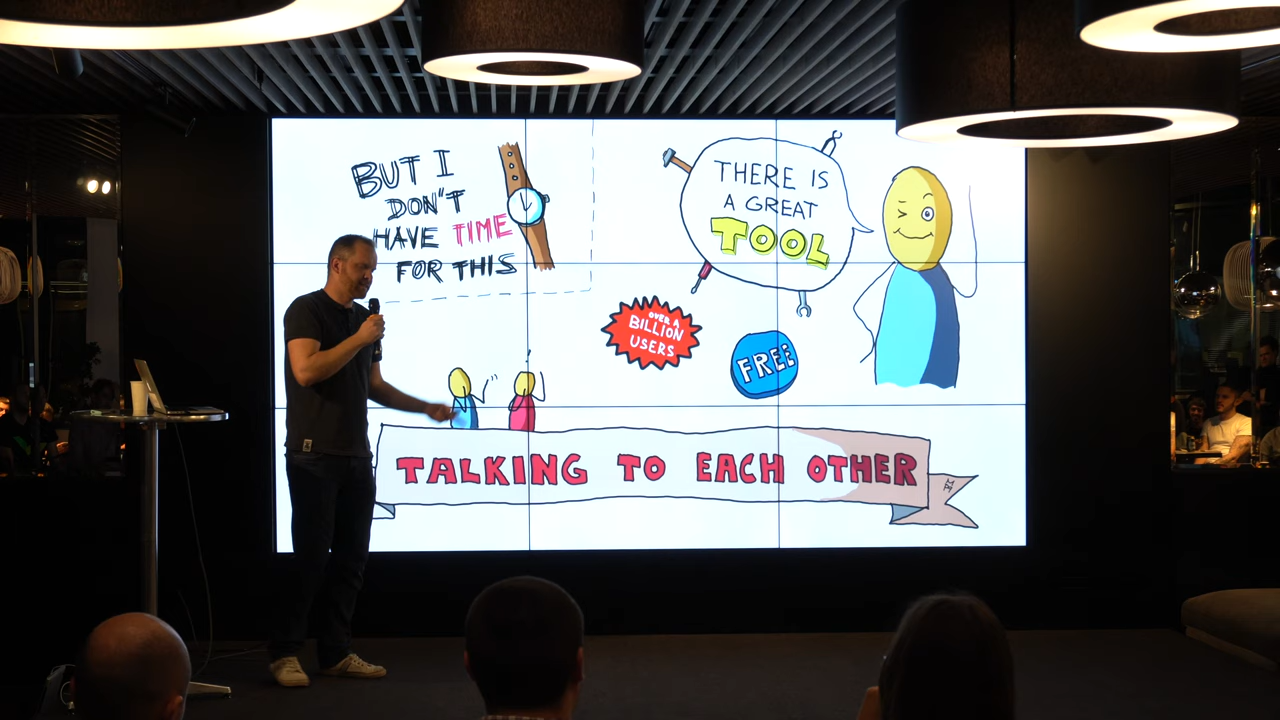 BUT I
DON'T
HAVE TIME
FOR THIS
THERE IS
A GREAT
TOOL
OVER A
BILLION
USERS
FREE
TALKING TO EACH OTHER